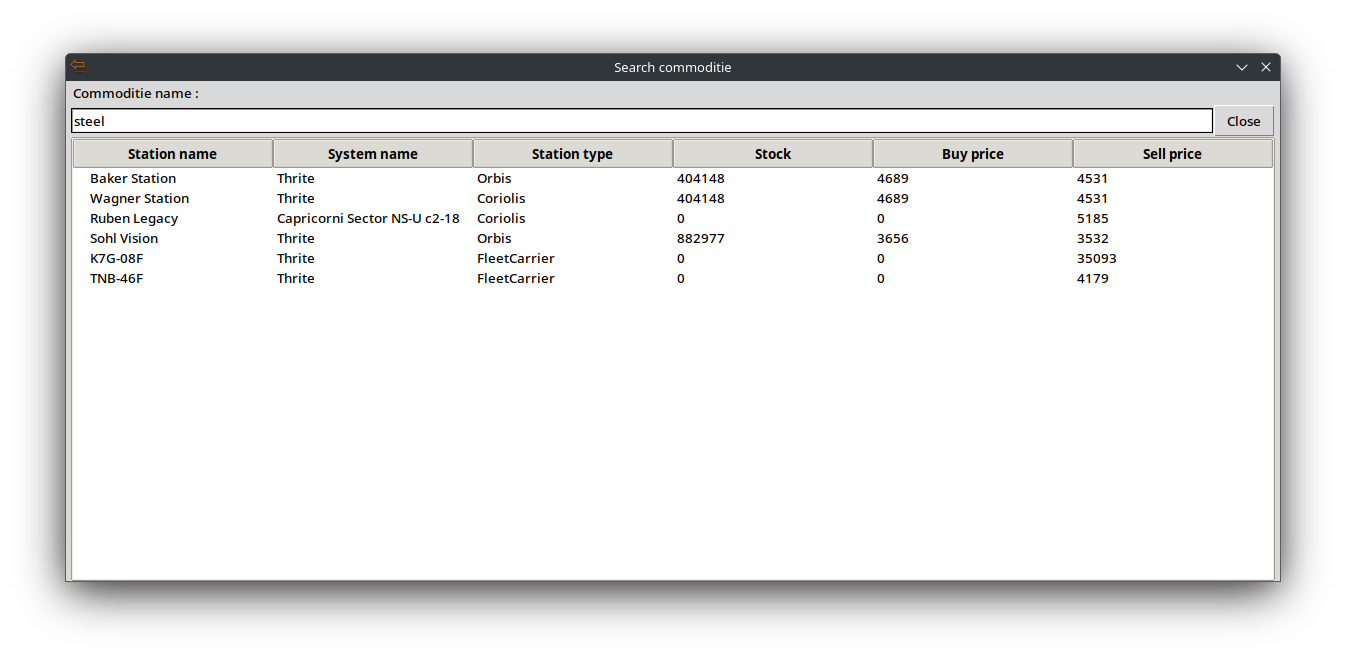 Search commoditie
Commoditie name :
steel Close
Station name System name Station type Stock Buy price Sell price
Baker Station Thrite Orbis 404148 4689 4531
Wagner Station Thrite Coriolis 404148 4689 4531
Ruben Legacy Capricorni Sector NS-U c2-18 Coriolis 0 0 5185
Sohl Vision Thrite Orbis 882977 3656 3532
K7G-08F Thrite FleetCarrier 0 0 35093
TNB-46F Thrite FleetCarrier 0 0 4179